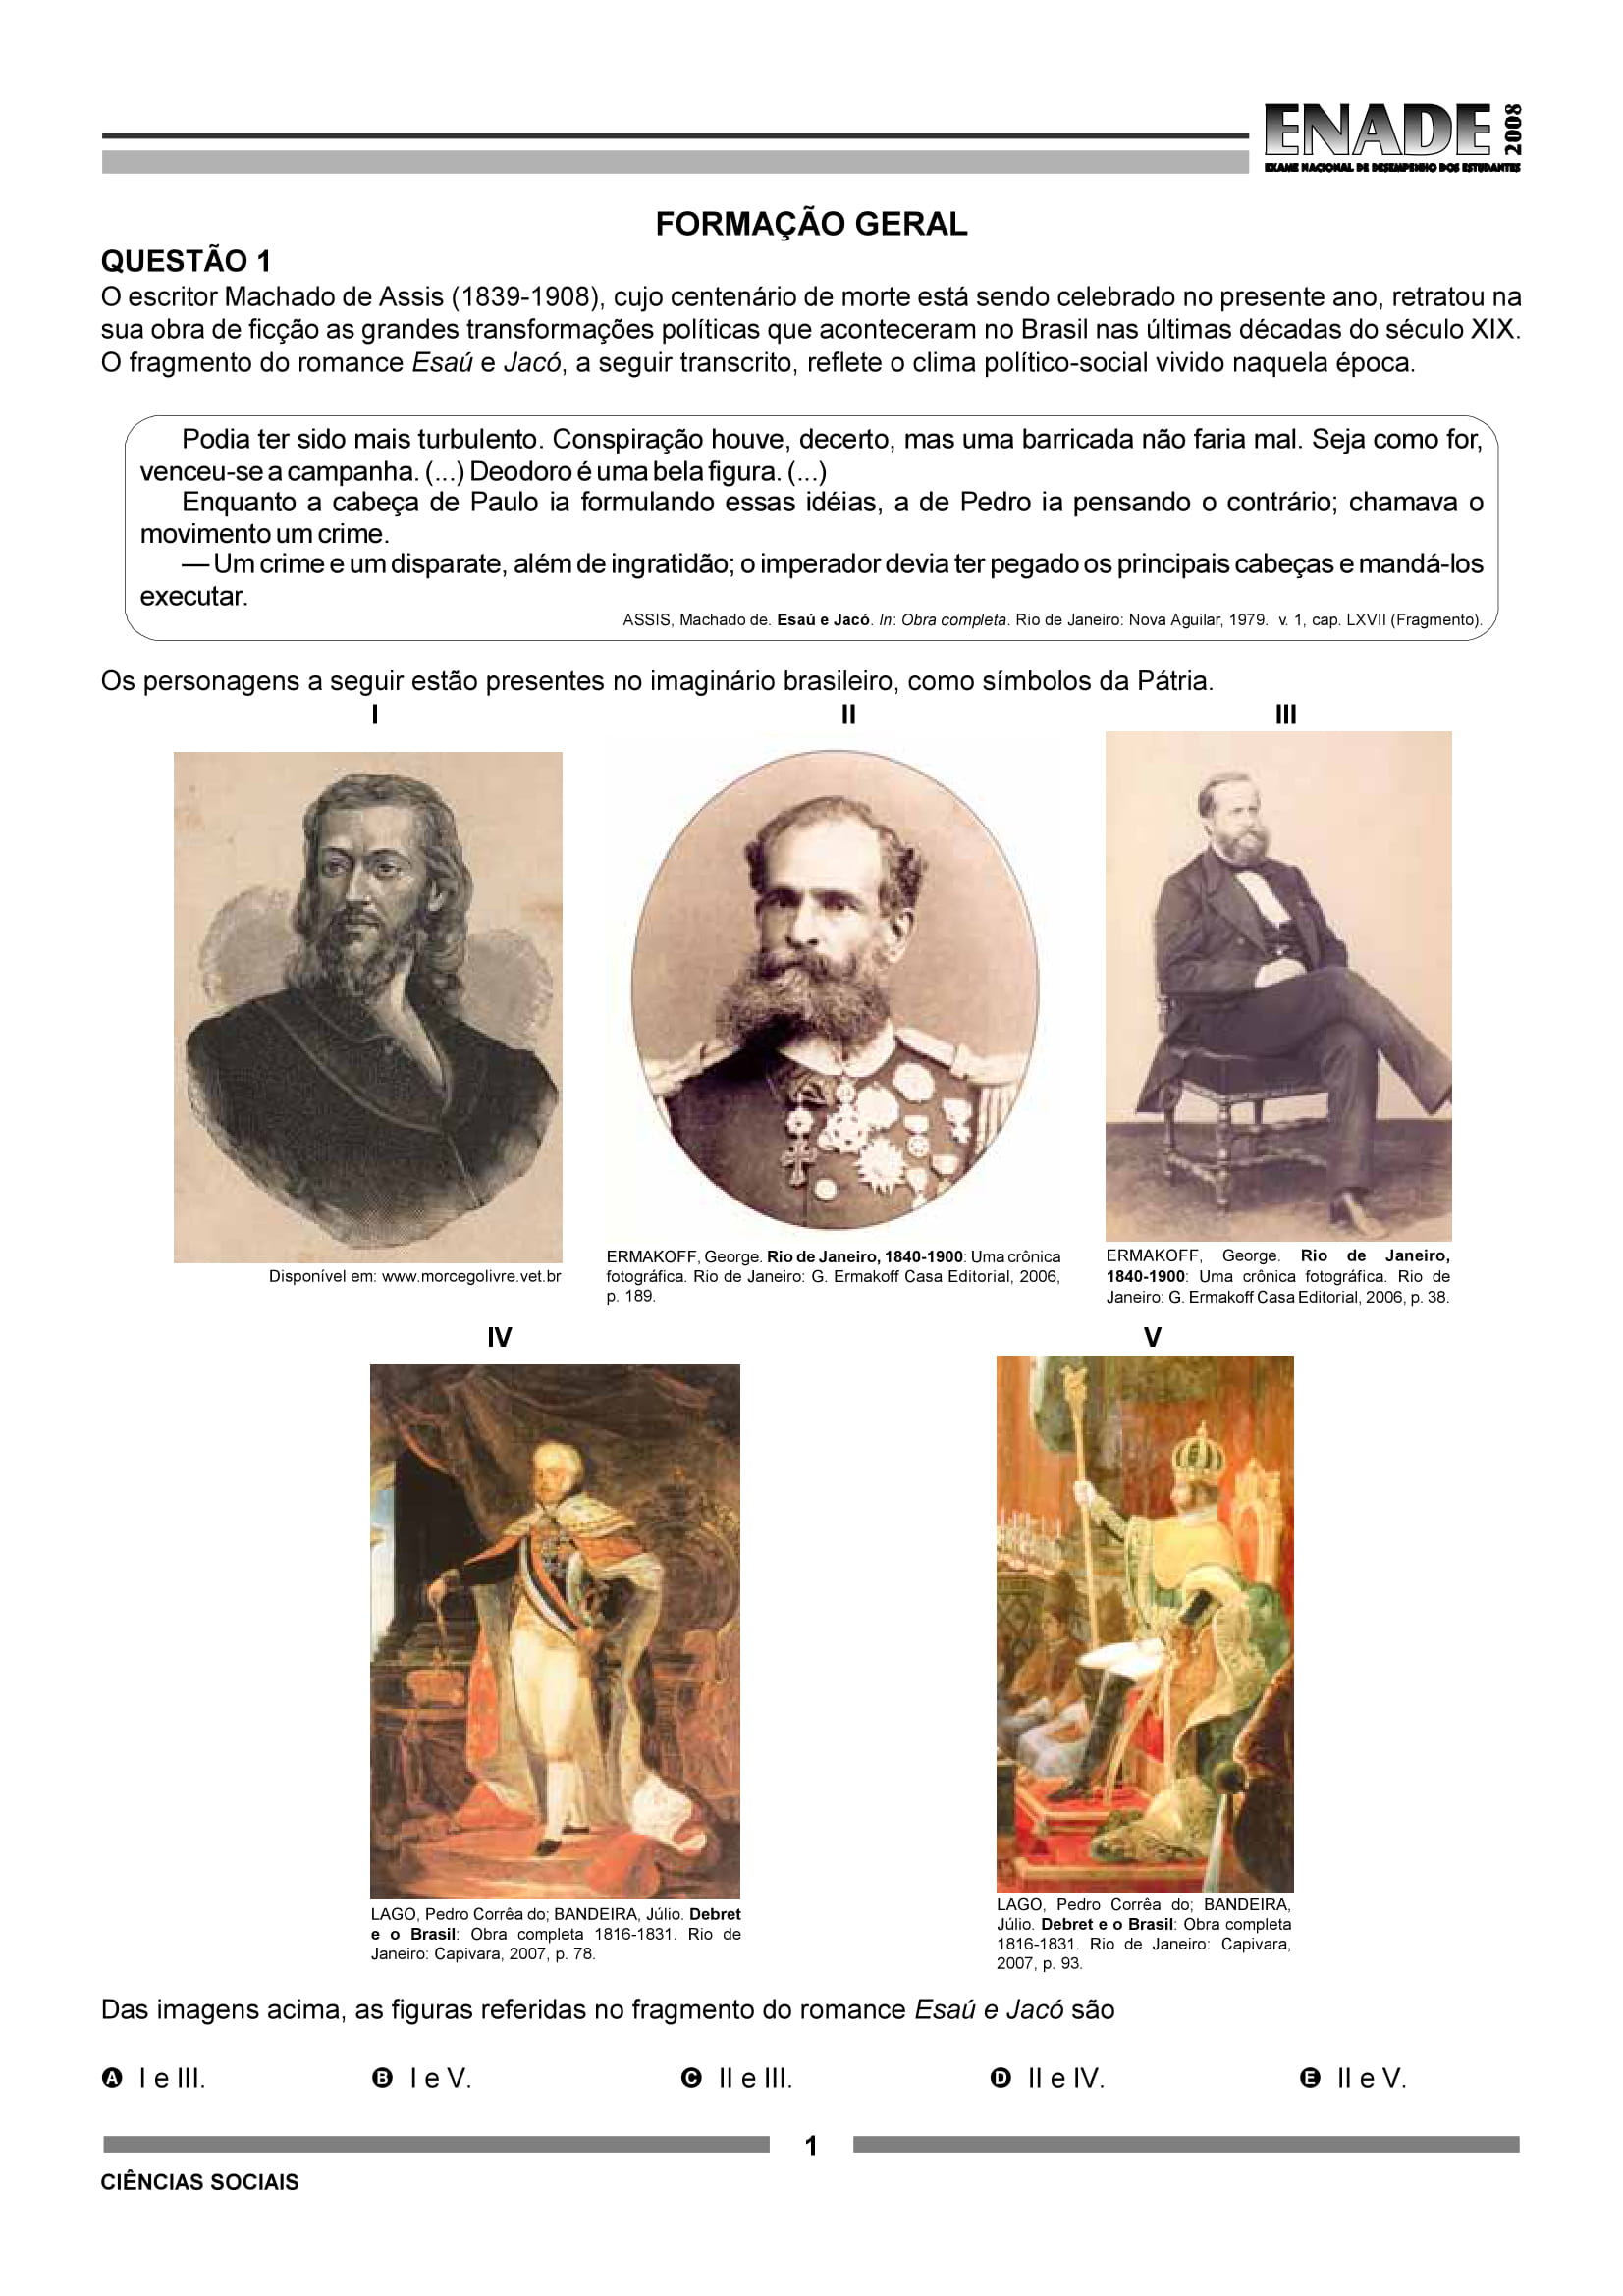 ENADE 2008
EXAME NACIONAL DE DESEMPENHO DOS ESTUDANTES
FORMAÇÃO GERAL
QUESTÃO 1
O escritor Machado de Assis (1839-1908), cujo centenário de morte está sendo celebrado no presente ano, retratou na
sua obra de ficção as grandes transformações políticas que aconteceram no Brasil nas últimas décadas do século XIX.
O fragmento do romance Esaú e Jacó, a seguir transcrito, reflete o clima político-social vivido naquela época.
Podia ter sido mais turbulento. Conspiração houve, decerto, mas uma barricada não faria mal. Seja como for,
venceu-se a campanha. (...) Deodoro é uma bela figura. (...)
Enquanto a cabeça de Paulo ia formulando essas idéias, a de Pedro ia pensando o contrário; chamava o
movimento um crime.
— Um crime e um disparate, além de ingratidão; o imperador devia ter pegado os principais cabeças e mandá-los
executar.
ASSIS, Machado de. Esaú e Jacó. In: Obra completa. Rio de Janeiro: Nova Aguilar, 1979. v. 1, cap. LXVII (Fragmento).
Os personagens a seguir estão presentes no imaginário brasileiro, como símbolos da Pátria.
I
II
III
Disponível em: www.morcegolivre.vet.br
ERMAKOFF, George. Rio de Janeiro, 1840-1900: Uma crônica
fotográfica. Rio de Janeiro: G. Ermakoff Casa Editorial, 2006,
p. 189.
ERMAKOFF, George. Rio de Janeiro,
1840-1900: Uma crônica fotográfica. Rio de
Janeiro: G. Ermakoff Casa Editorial, 2006, p. 38.
IV
V
LAGO, Pedro Corrêa do; BANDEIRA, Júlio. Debret
e o Brasil: Obra completa 1816-1831. Rio de
Janeiro: Capivara, 2007, p. 78.
LAGO, Pedro Corrêa do; BANDEIRA,
Júlio. Debret e o Brasil: Obra completa
1816-1831. Rio de Janeiro: Capivara,
2007, p. 93.
Das imagens acima, as figuras referidas no fragmento do romance Esaú e Jacó são
A I e III.
B I e V.
C II e III.
D II e IV.
E II e V.
1
CIÊNCIAS SOCIAIS